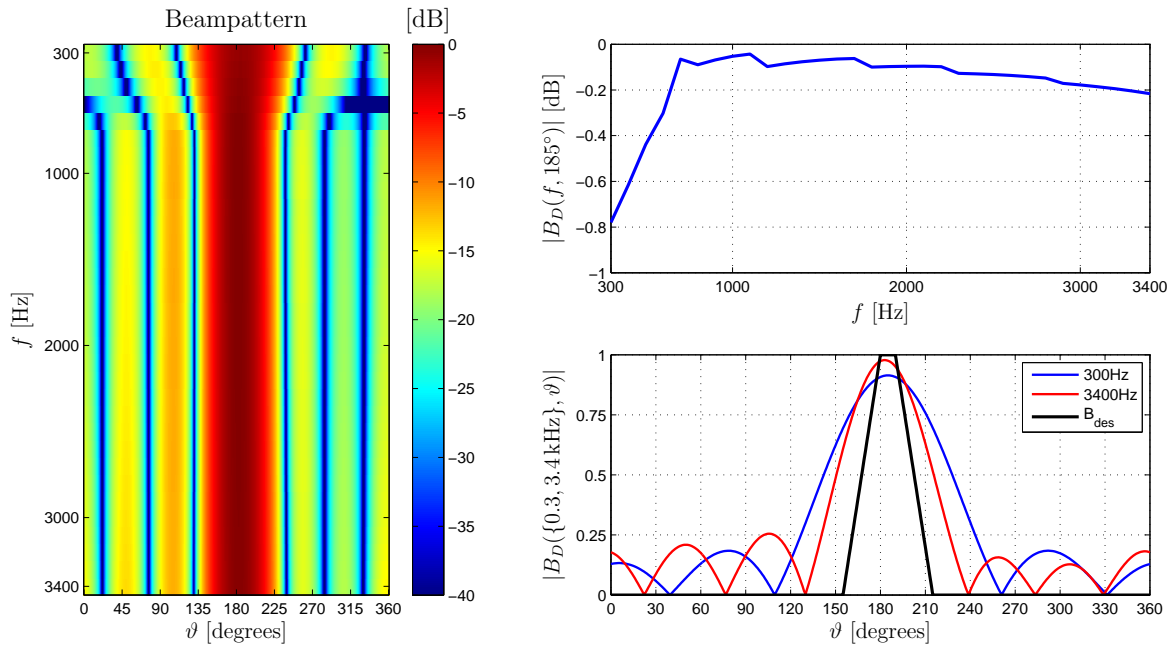 Beampattern
[dB]
300
1000
2000
3000
3400
f [Hz]
0 45 90 135 180 225 270 315 360
ϑ [degrees]
0
−5
−10
−15
−20
−25
−30
−35
−40
|B_D(f, 185°)| [dB]
0
−0.2
−0.4
−0.6
−0.8
−1
300 1000 2000 3000 3400
f [Hz]
|B_D({0.3, 3.4 kHz}, ϑ)|
1
0.75
0.5
0.25
0
300Hz
3400Hz
B_des
0 30 60 90 120 150 180 210 240 270 300 330 360
ϑ [degrees]